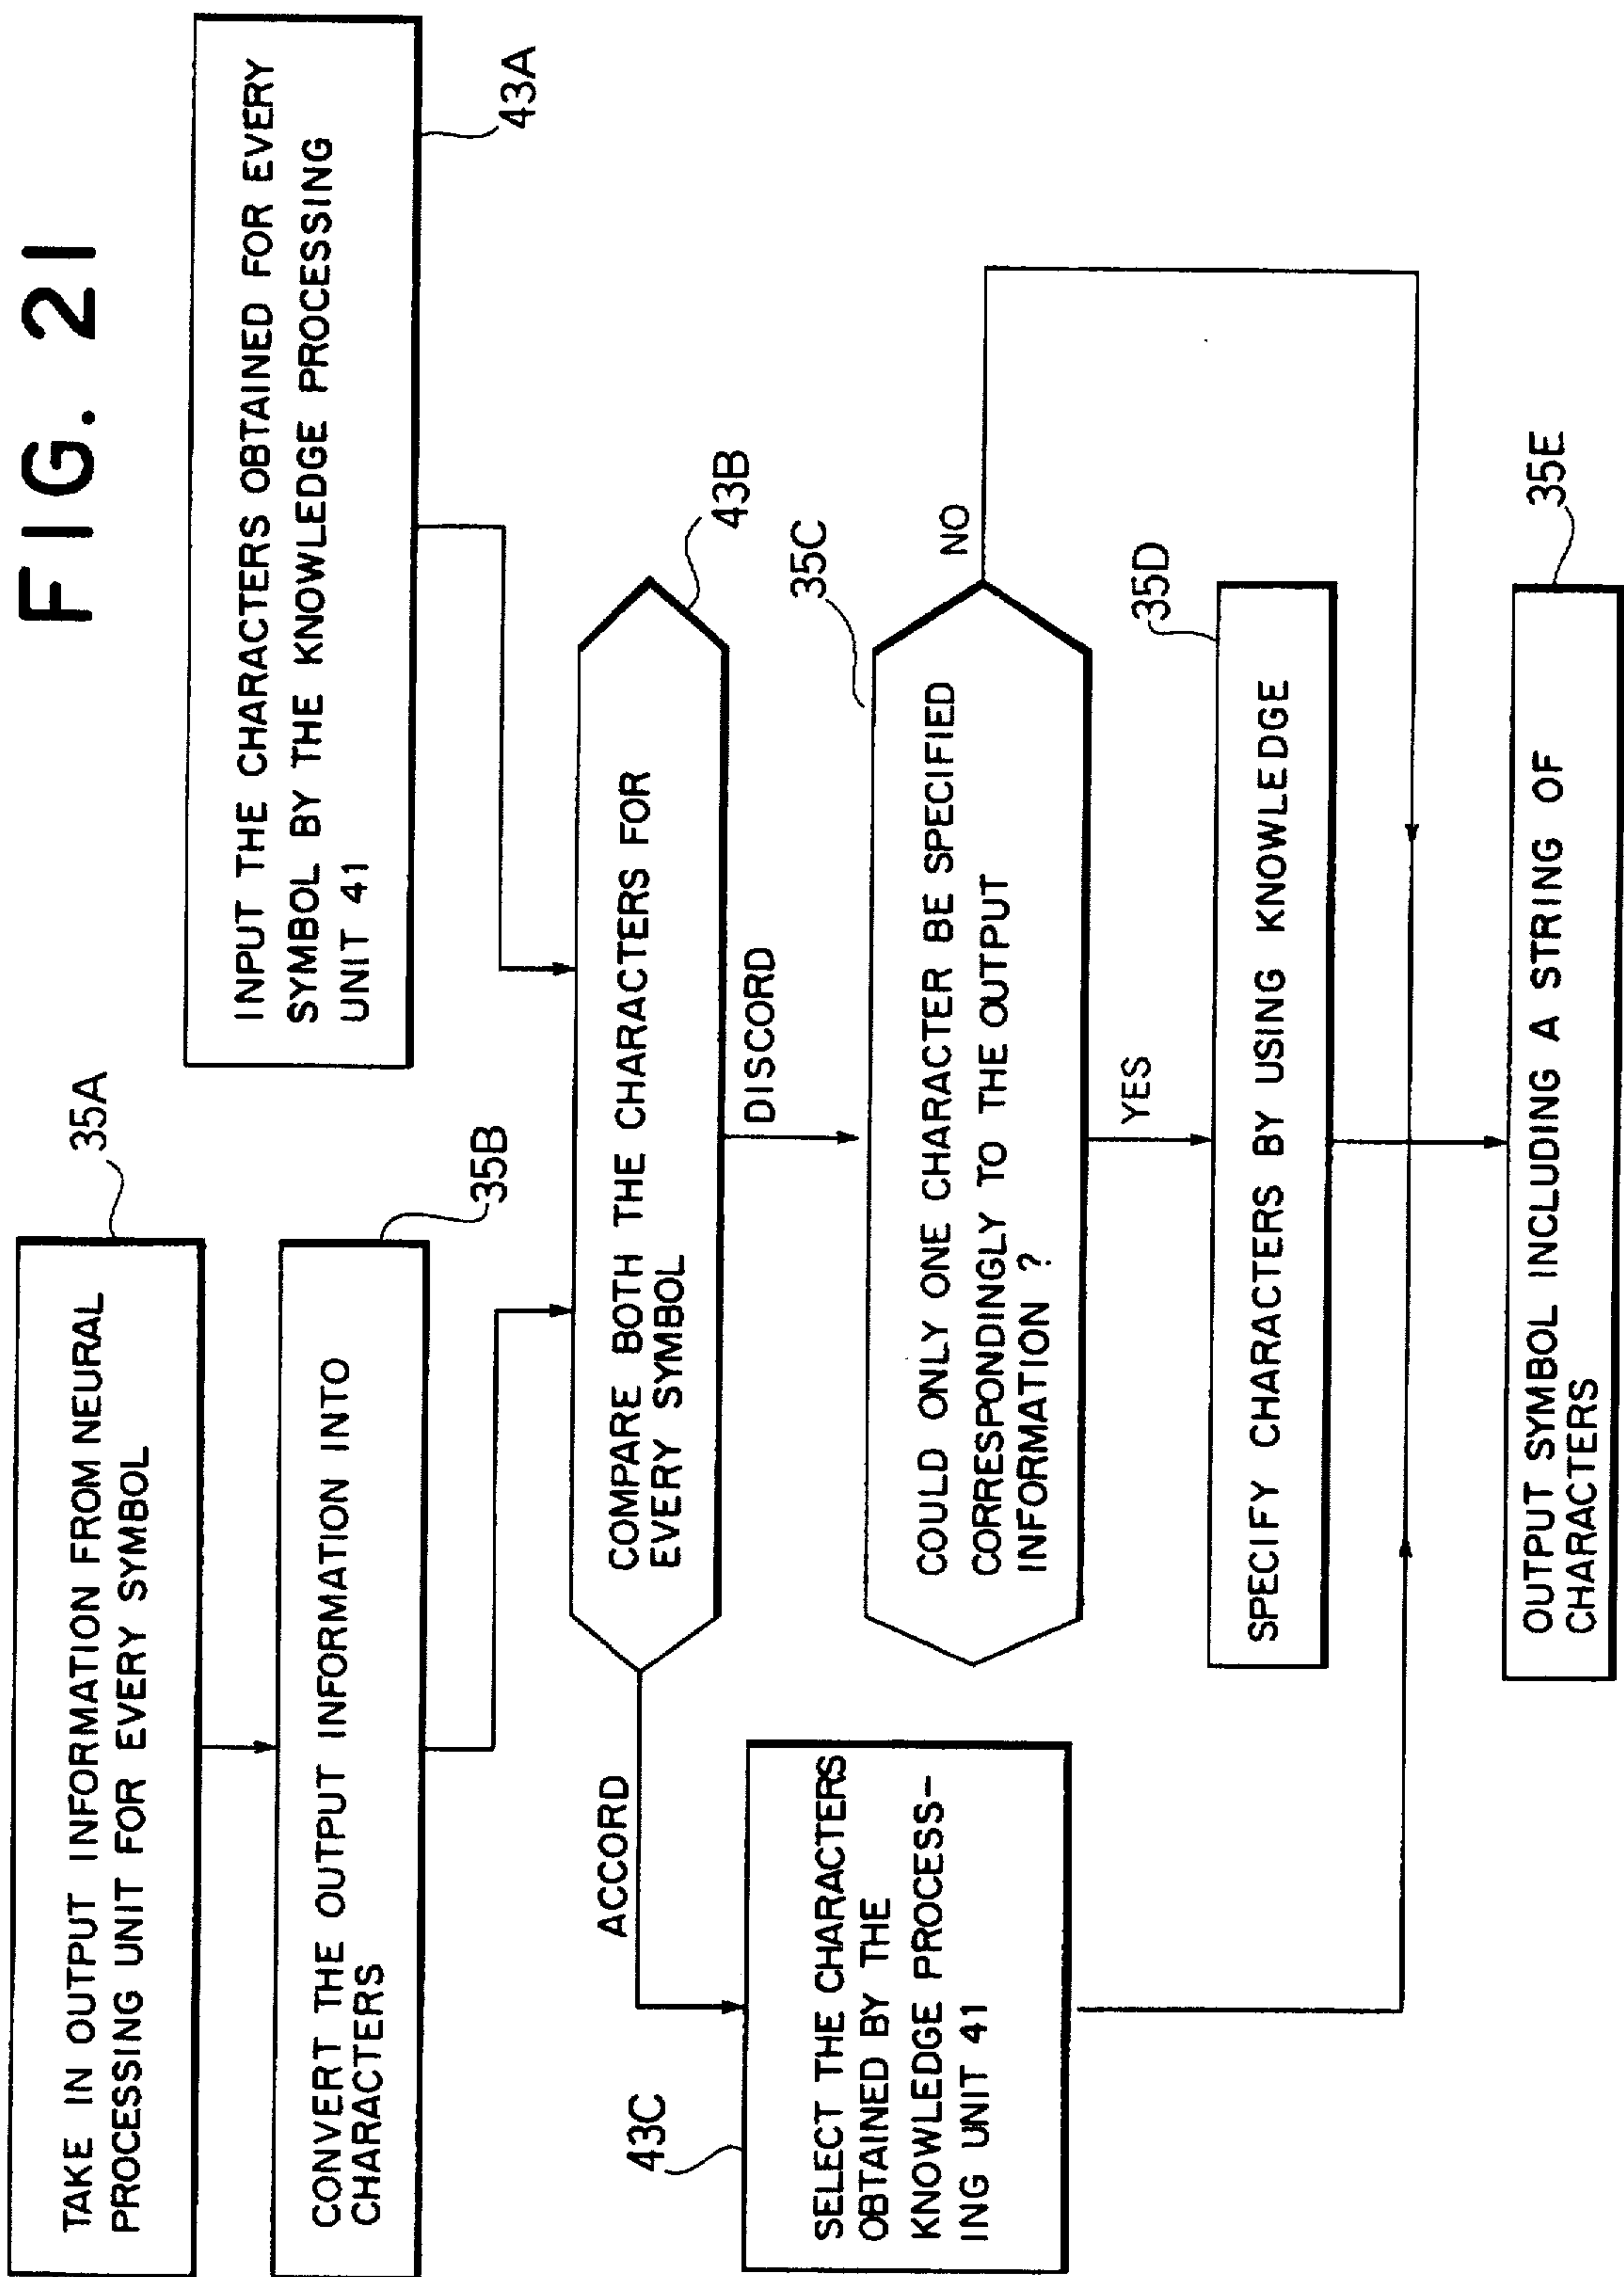 FIG. 21
35A
TAKE IN OUTPUT INFORMATION FROM NEURAL
PROCESSING UNIT FOR EVERY SYMBOL
43A
INPUT THE CHARACTERS OBTAINED FOR EVERY
SYMBOL BY THE KNOWLEDGE PROCESSING
UNIT 41
35B
CONVERT THE OUTPUT INFORMATION INTO
CHARACTERS
43B
COMPARE BOTH THE CHARACTERS FOR
EVERY SYMBOL
ACCORD
DISCORD
43C
SELECT THE CHARACTERS
OBTAINED BY THE
KNOWLEDGE PROCESS-
ING UNIT 41
35C
COULD ONLY ONE CHARACTER BE SPECIFIED
CORRESPONDINGLY TO THE OUTPUT
INFORMATION ?
NO
YES
35D
SPECIFY CHARACTERS BY USING KNOWLEDGE
35E
OUTPUT SYMBOL INCLUDING A STRING OF
CHARACTERS